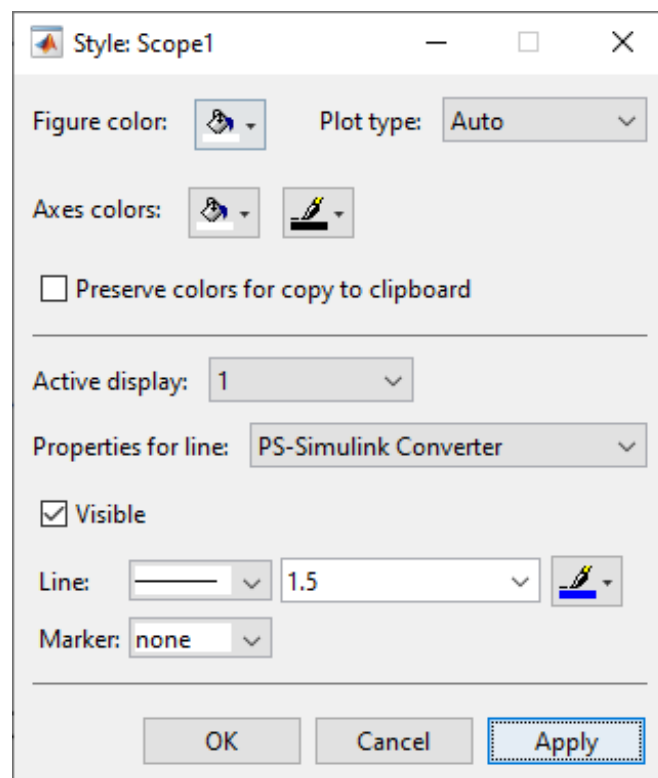 Style: Scope1
Figure color: Plot type: Auto
Axes colors:
Preserve colors for copy to clipboard
Active display: 1
Properties for line: PS-Simulink Converter
Visible
Line: 1.5
Marker: none
OK Cancel Apply